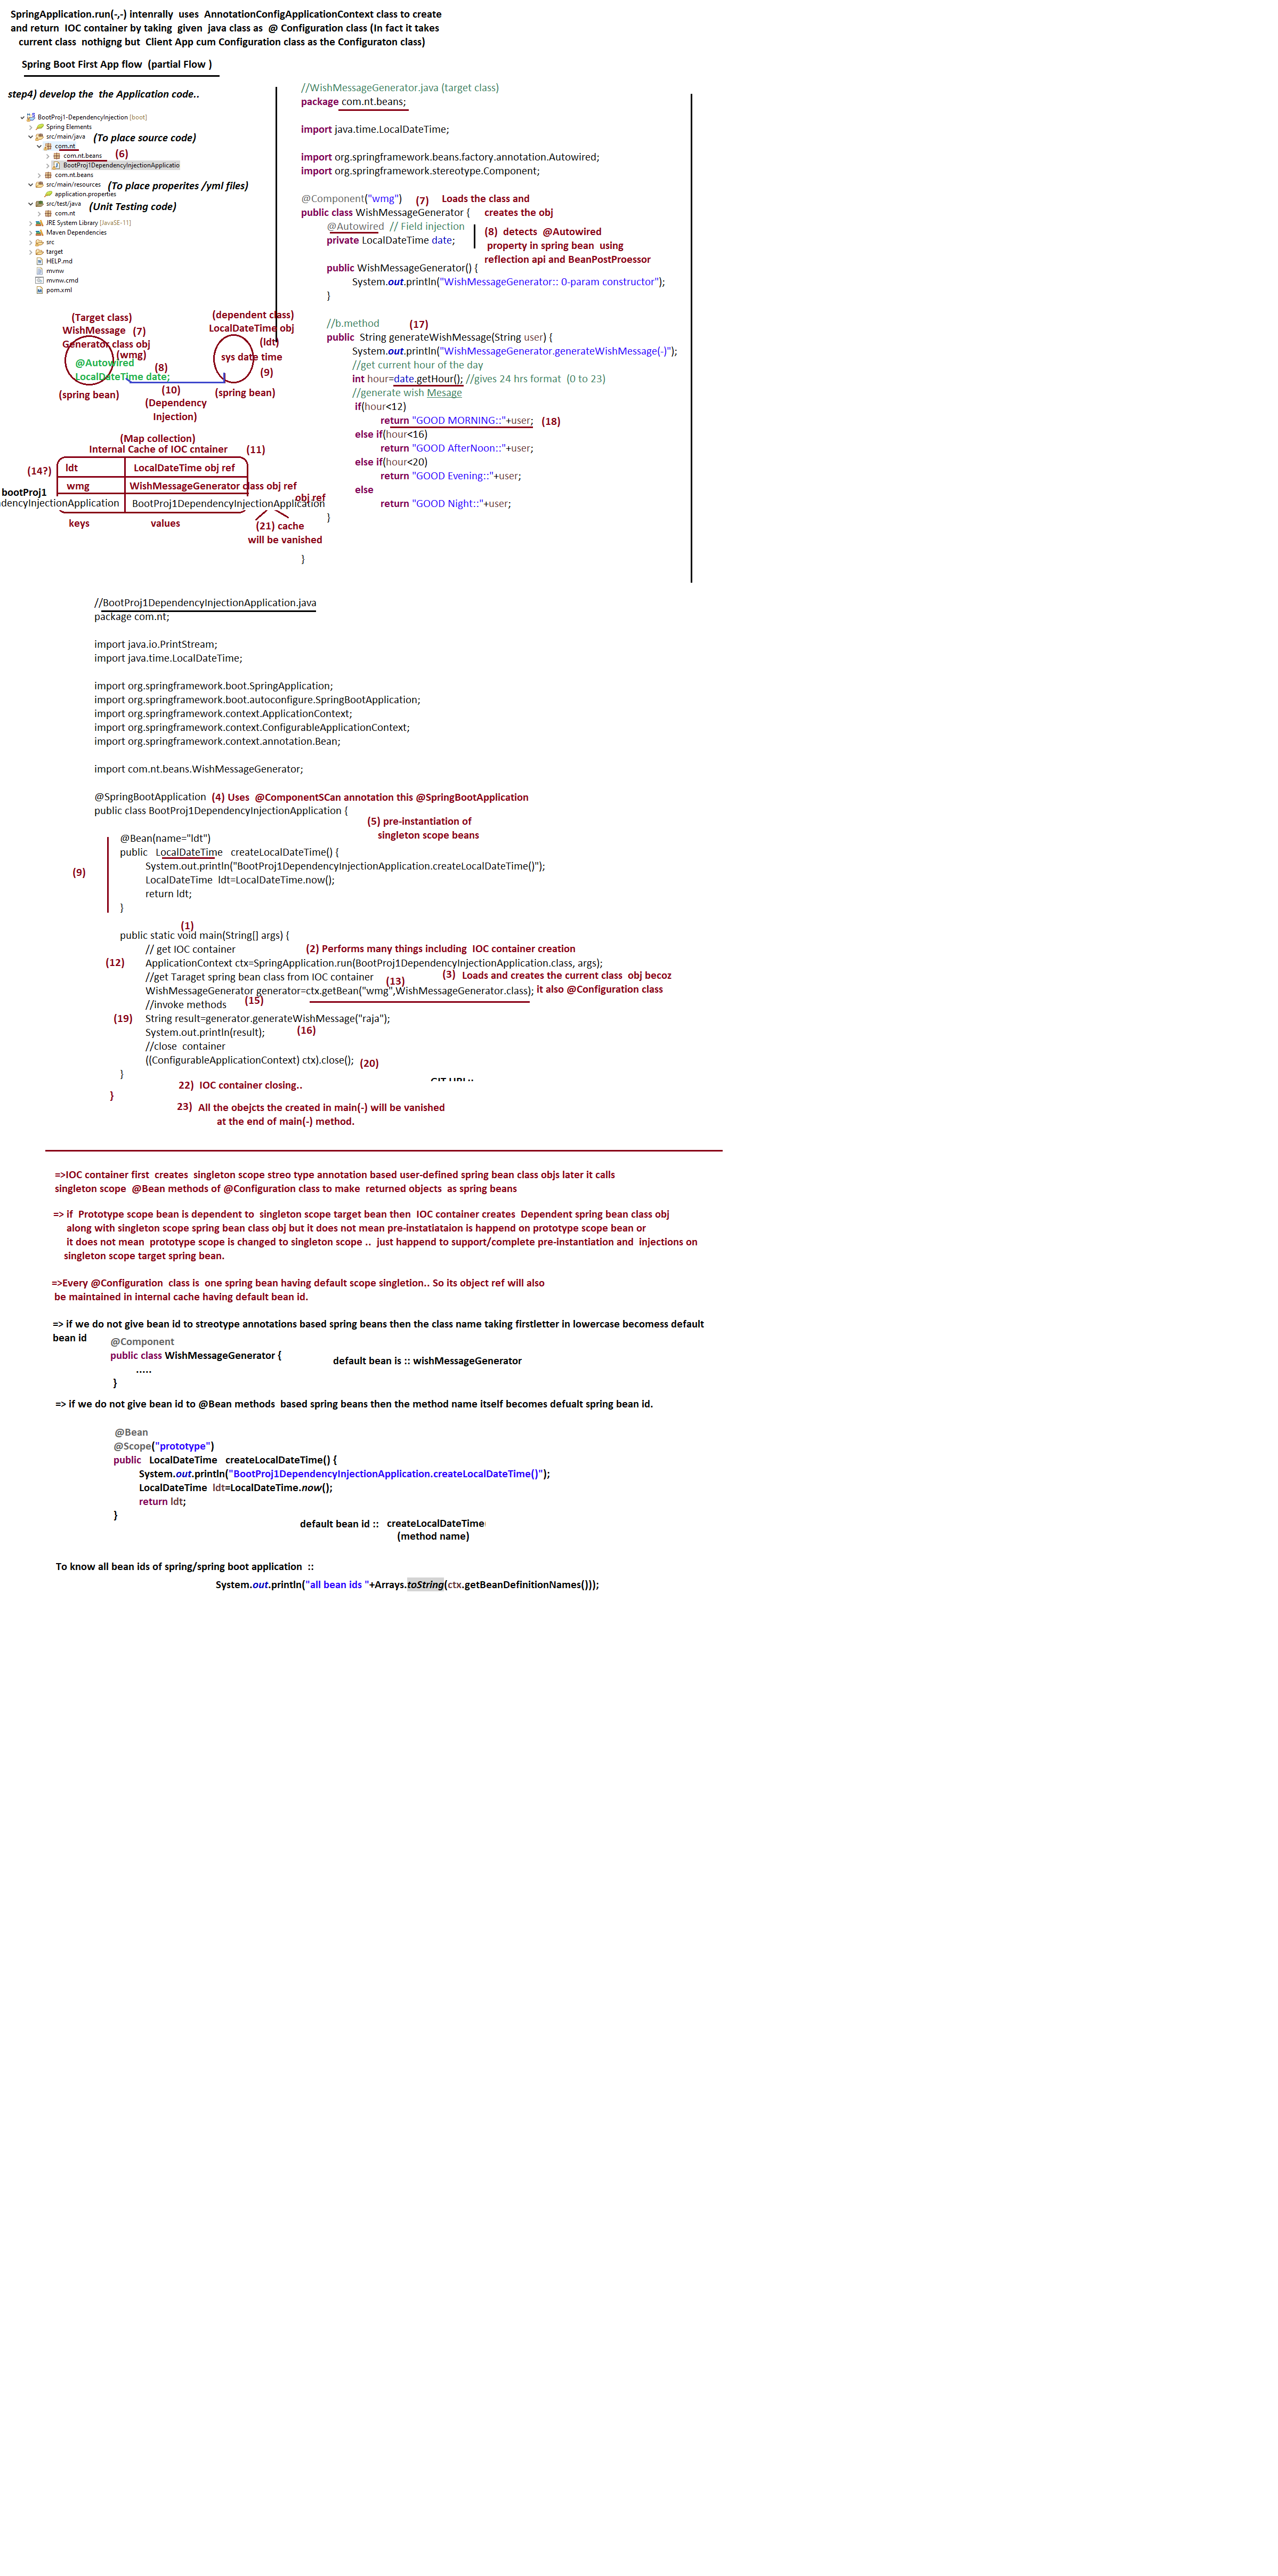 SpringApplication.run(-,-) intenrally uses AnnotationConfigApplicationContext class to create
and return IOC container by taking given java class as @ Configuration class (In fact it takes
current class nothigng but Client App cum Configuration class as the Configuraton class)
Spring Boot First App flow (partial Flow )
step4) develop the the Application code..
BootProj1-DependencyInjection [boot]
Spring Elements
src/main/java (To place source code)
com.nt
com.nt.beans (6)
BootProj1DependencyInjectionApplicatio
com.nt.beans
src/main/resources (To place properites /yml files)
application.properties
src/test/java (Unit Testing code)
com.nt
JRE System Library [JavaSE-11]
Maven Dependencies
src
target
HELP.md
mvnw
mvnw.cmd
pom.xml
(Target class)
WishMessage (7)
Generator class obj
(wmg)
@Autowired
LocalDateTime date;
(8)
(spring bean)
(10)
(Dependency
Injection)
(dependent class)
LocalDateTime obj
(ldt)
sys date time
(9)
(spring bean)
(Map collection)
Internal Cache of IOC cntainer (11)
(14?)
ldt LocalDateTime obj ref
wmg WishMessageGenerator class obj ref
bootProj1
dencyInjectionApplication BootProj1DependencyInjectionApplication
obj ref
keys values
(21) cache
will be vanished
//WishMessageGenerator.java (target class)
package com.nt.beans;
import java.time.LocalDateTime;
import org.springframework.beans.factory.annotation.Autowired;
import org.springframework.stereotype.Component;
@Component("wmg") (7) Loads the class and
public class WishMessageGenerator { creates the obj
@Autowired // Field injection
private LocalDateTime date;
(8) detects @Autowired
property in spring bean using
reflection api and BeanPostProessor
public WishMessageGenerator() {
System.out.println("WishMessageGenerator:: 0-param constructor");
}
//b.method (17)
public String generateWishMessage(String user) {
System.out.println("WishMessageGenerator.generateWishMessage(-)");
//get current hour of the day
int hour=date.getHour(); //gives 24 hrs format (0 to 23)
//generate wish Mesage
if(hour<12)
return "GOOD MORNING::"+user; (18)
else if(hour<16)
return "GOOD AfterNoon::"+user;
else if(hour<20)
return "GOOD Evening::"+user;
else
return "GOOD Night::"+user;
}
}
//BootProj1DependencyInjectionApplication.java
package com.nt;
import java.io.PrintStream;
import java.time.LocalDateTime;
import org.springframework.boot.SpringApplication;
import org.springframework.boot.autoconfigure.SpringBootApplication;
import org.springframework.context.ApplicationContext;
import org.springframework.context.ConfigurableApplicationContext;
import org.springframework.context.annotation.Bean;
import com.nt.beans.WishMessageGenerator;
@SpringBootApplication (4) Uses @ComponentSCan annotation this @SpringBootApplication
public class BootProj1DependencyInjectionApplication {
(5) pre-instantiation of
singleton scope beans
@Bean(name="ldt")
public LocalDateTime createLocalDateTime() {
System.out.println("BootProj1DependencyInjectionApplication.createLocalDateTime()");
(9)
LocalDateTime ldt=LocalDateTime.now();
return ldt;
}
(1)
public static void main(String[] args) {
// get IOC container (2) Performs many things including IOC container creation
(12) ApplicationContext ctx=SpringApplication.run(BootProj1DependencyInjectionApplication.class, args);
//get Taraget spring bean class from IOC container (13) (3) Loads and creates the current class obj becoz
WishMessageGenerator generator=ctx.getBean("wmg",WishMessageGenerator.class); it also @Configuration class
//invoke methods (15)
(19) String result=generator.generateWishMessage("raja");
System.out.println(result); (16)
//close container
((ConfigurableApplicationContext) ctx).close(); (20)
}
22) IOC container closing..
}
23) All the obejcts the created in main(-) will be vanished
at the end of main(-) method.
=>IOC container first creates singleton scope streo type annotation based user-defined spring bean class objs later it calls
singleton scope @Bean methods of @Configuration class to make returned objects as spring beans
=> if Prototype scope bean is dependent to singleton scope target bean then IOC container creates Dependent spring bean class obj
along with singleton scope spring bean class obj but it does not mean pre-instatiataion is happend on prototype scope bean or
it does not mean prototype scope is changed to singleton scope .. just happend to support/complete pre-instantiation and injections on
singleton scope target spring bean.
=>Every @Configuration class is one spring bean having default scope singletion.. So its object ref will also
be maintained in internal cache having default bean id.
=> if we do not give bean id to streotype annotations based spring beans then the class name taking firstletter in lowercase becomess default
bean id
@Component
public class WishMessageGenerator {
default bean is :: wishMessageGenerator
.....
}
=> if we do not give bean id to @Bean methods based spring beans then the method name itself becomes defualt spring bean id.
@Bean
@Scope("prototype")
public LocalDateTime createLocalDateTime() {
System.out.println("BootProj1DependencyInjectionApplication.createLocalDateTime()");
LocalDateTime ldt=LocalDateTime.now();
return ldt;
}
default bean id :: createLocalDateTime
(method name)
To know all bean ids of spring/spring boot application ::
System.out.println("all bean ids "+Arrays.toString(ctx.getBeanDefinitionNames()));